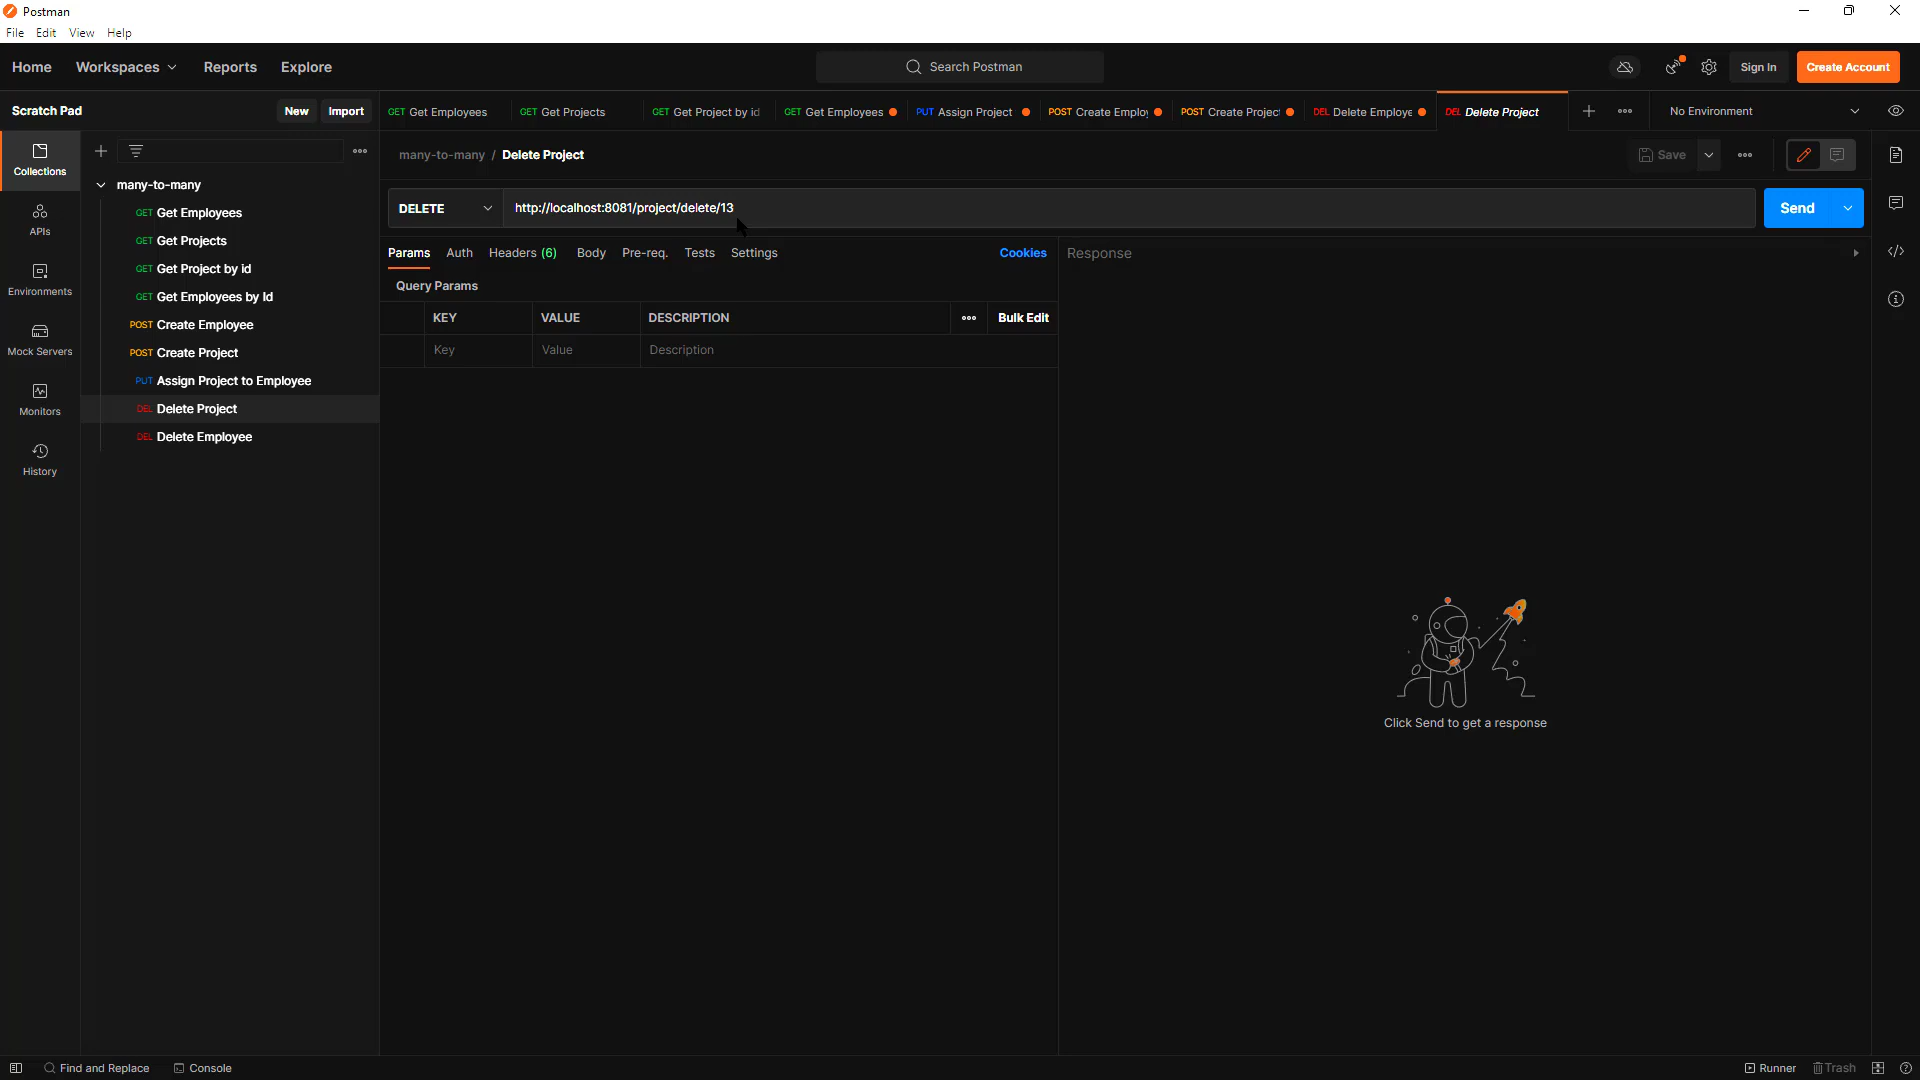 Postman
File Edit View Help
Home Workspaces Reports Explore Search Postman Sign In Create Account
Scratch Pad New Import GET Get Employees GET Get Projects GET Get Project by id GET Get Employees PUT Assign Project POST Create Employ POST Create Project DEL Delete Employe DEL Delete Project No Environment
Collections
APIs
Environments
Mock Servers
Monitors
History
many-to-many
GET Get Employees
GET Get Projects
GET Get Project by id
GET Get Employees by Id
POST Create Employee
POST Create Project
PUT Assign Project to Employee
DEL Delete Project
DEL Delete Employee
many-to-many / Delete Project Save
DELETE http://localhost:8081/project/delete/13 Send
Params Auth Headers (6) Body Pre-req. Tests Settings Cookies
Query Params
KEY VALUE DESCRIPTION Bulk Edit
Key Value Description
Response
Click Send to get a response
Find and Replace Console Runner Trash